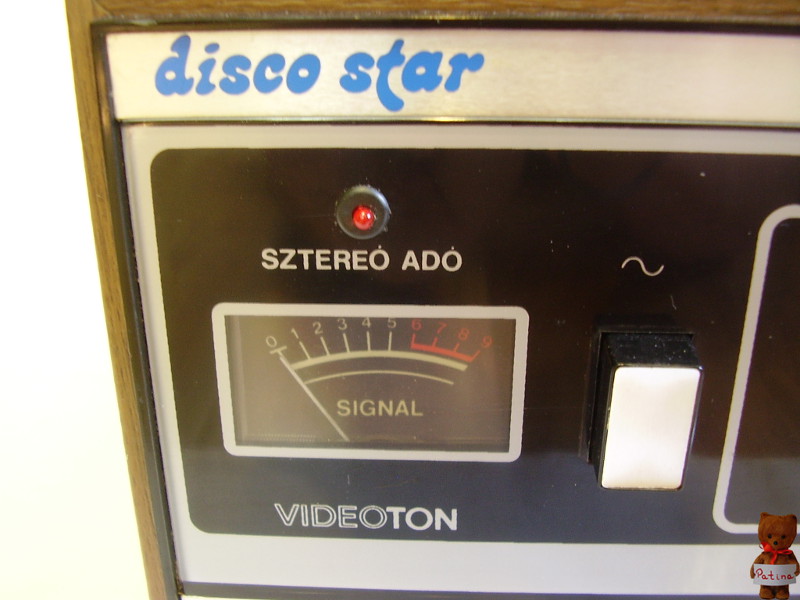 disco star
SZTEREÓ ADÓ
0 1 2 3 4 5 6 7 8 9
SIGNAL
VIDEOTON
Patina